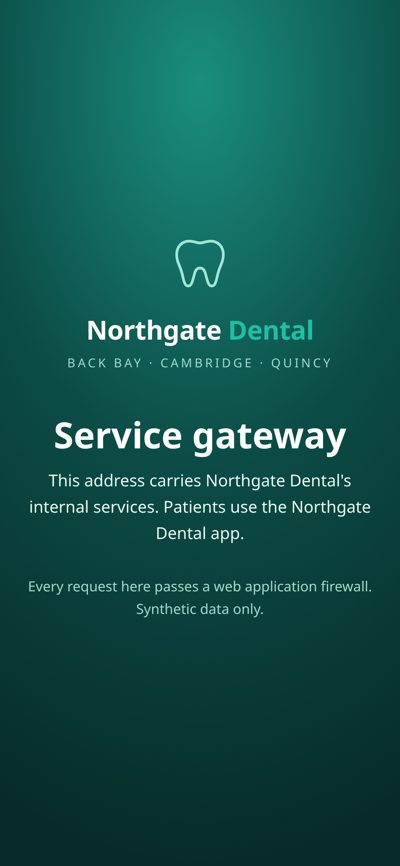 Northgate Dental
BACK BAY · CAMBRIDGE · QUINCY
Service gateway
This address carries Northgate Dental's
internal services. Patients use the Northgate
Dental app.
Every request here passes a web application firewall.
Synthetic data only.